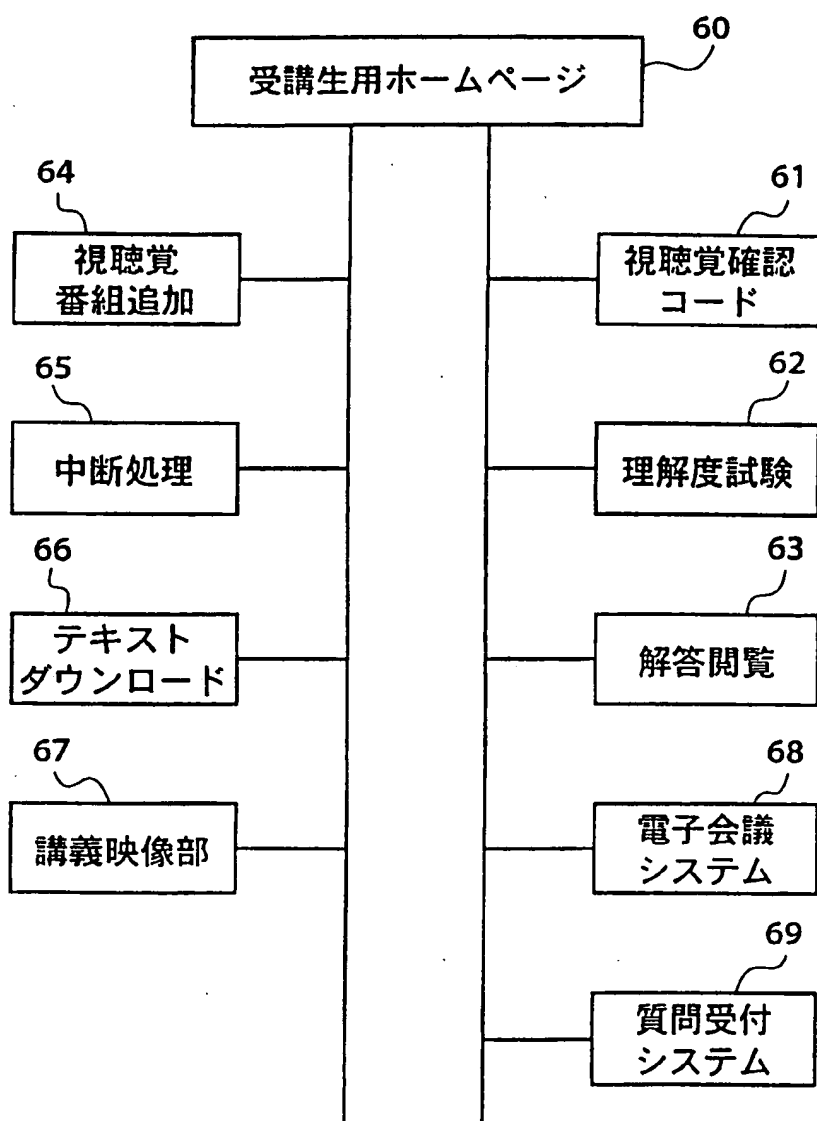 60
受講生用ホームページ
64
61
視聴覚
番組追加
視聴覚確認
コード
65
62
中断処理
理解度試験
66
63
テキスト
ダウンロード
解答閲覧
67
68
講義映像部
電子会議
システム
69
質問受付
システム